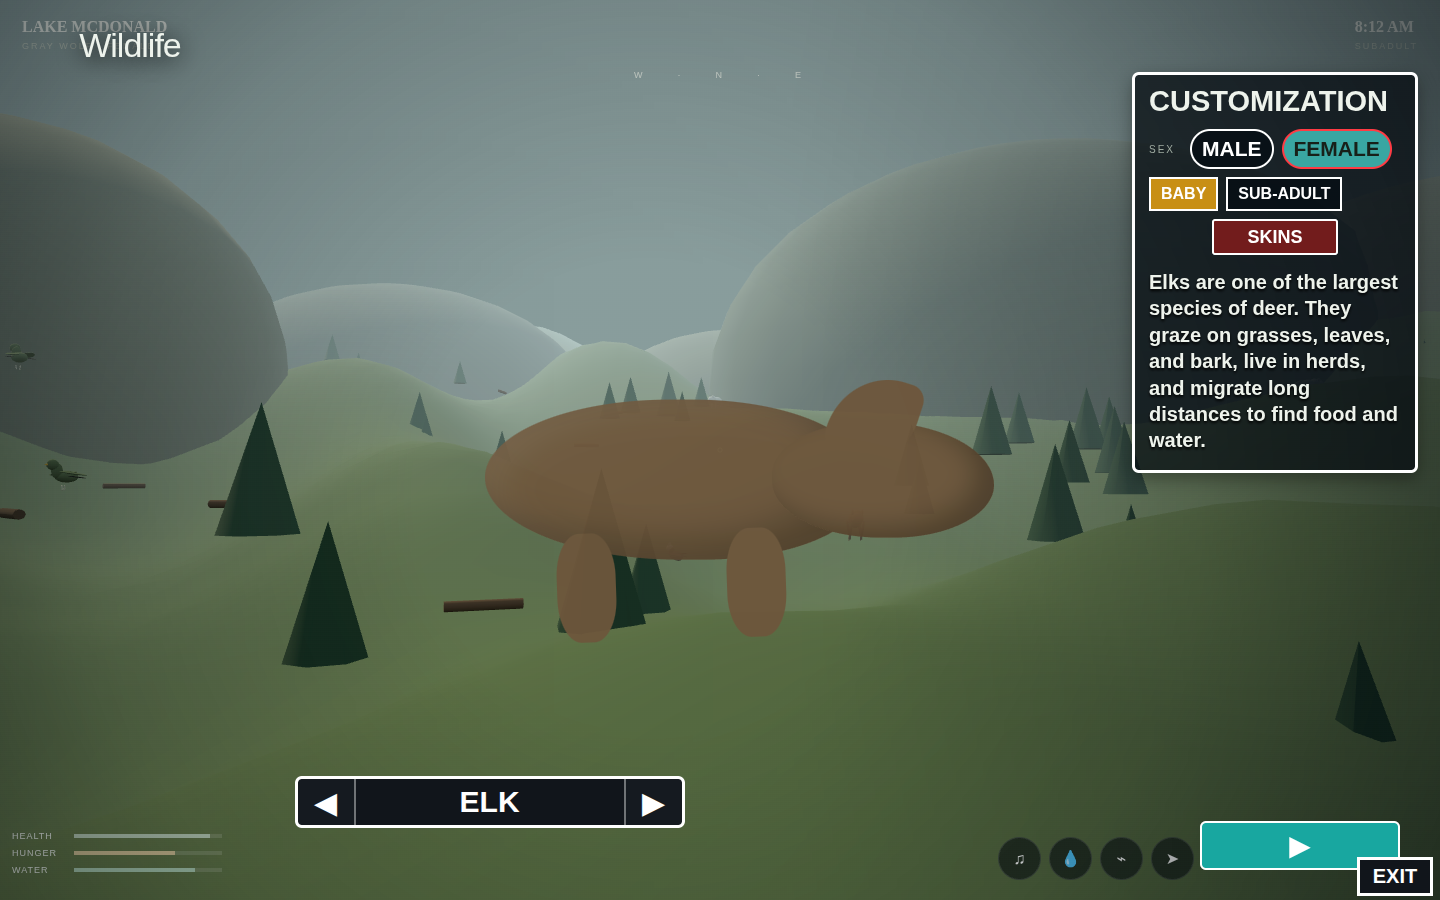 LAKE MCDONALD
GRAY WO
Wildlife
8:12 AM
SUBADULT
W - N - E
CUSTOMIZATION
SEX MALE FEMALE
BABY SUB-ADULT
SKINS
Elks are one of the largest
species of deer. They
graze on grasses, leaves,
and bark, live in herds,
and migrate long
distances to find food and
water.
◀ ELK ▶
HEALTH
HUNGER
WATER
EXIT